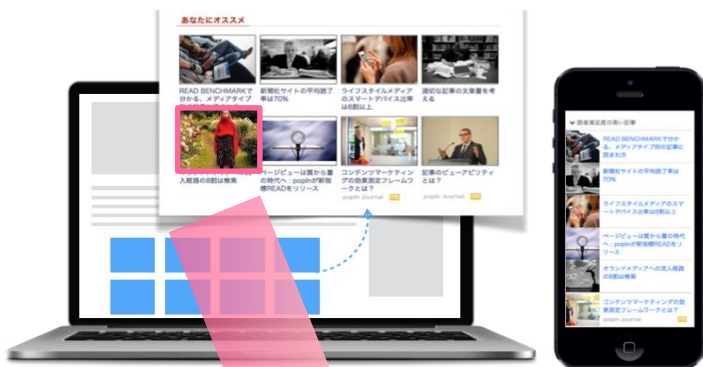 あなたにオススメ
READ BENCHMARKで
分かる、メディアタイプ
新聞社サイトの平均読了
率は70%
ライフスタイルメディア
のスマートデバイス比率
は6割以上
適切な記事の文章量を考
える
入経路の8割は検索
ページビューは質から量
の時代へ：popInが新指
標READをリリース
コンテンツマーケティン
グの効果測定フレームワ
ークとは？
popIn Journal PR
記事のビューアビリティ
とは？
popIn Journal PR
読者満足度の高い記事
READ BENCHMARKで分か
る、メディアタイプ別の記事に
読まれ方
新聞社サイトの平均読了率は
70%
ライフスタイルメディアのスマ
ートデバイス比率は6割以上
ページビューは質から量の時代
へ：popInが新指標READをリ
リース
オウンドメディアへの流入経路
の8割は検索
コンテンツマーケティングの効
果測定フレームワークとは？
popIn Journal PR